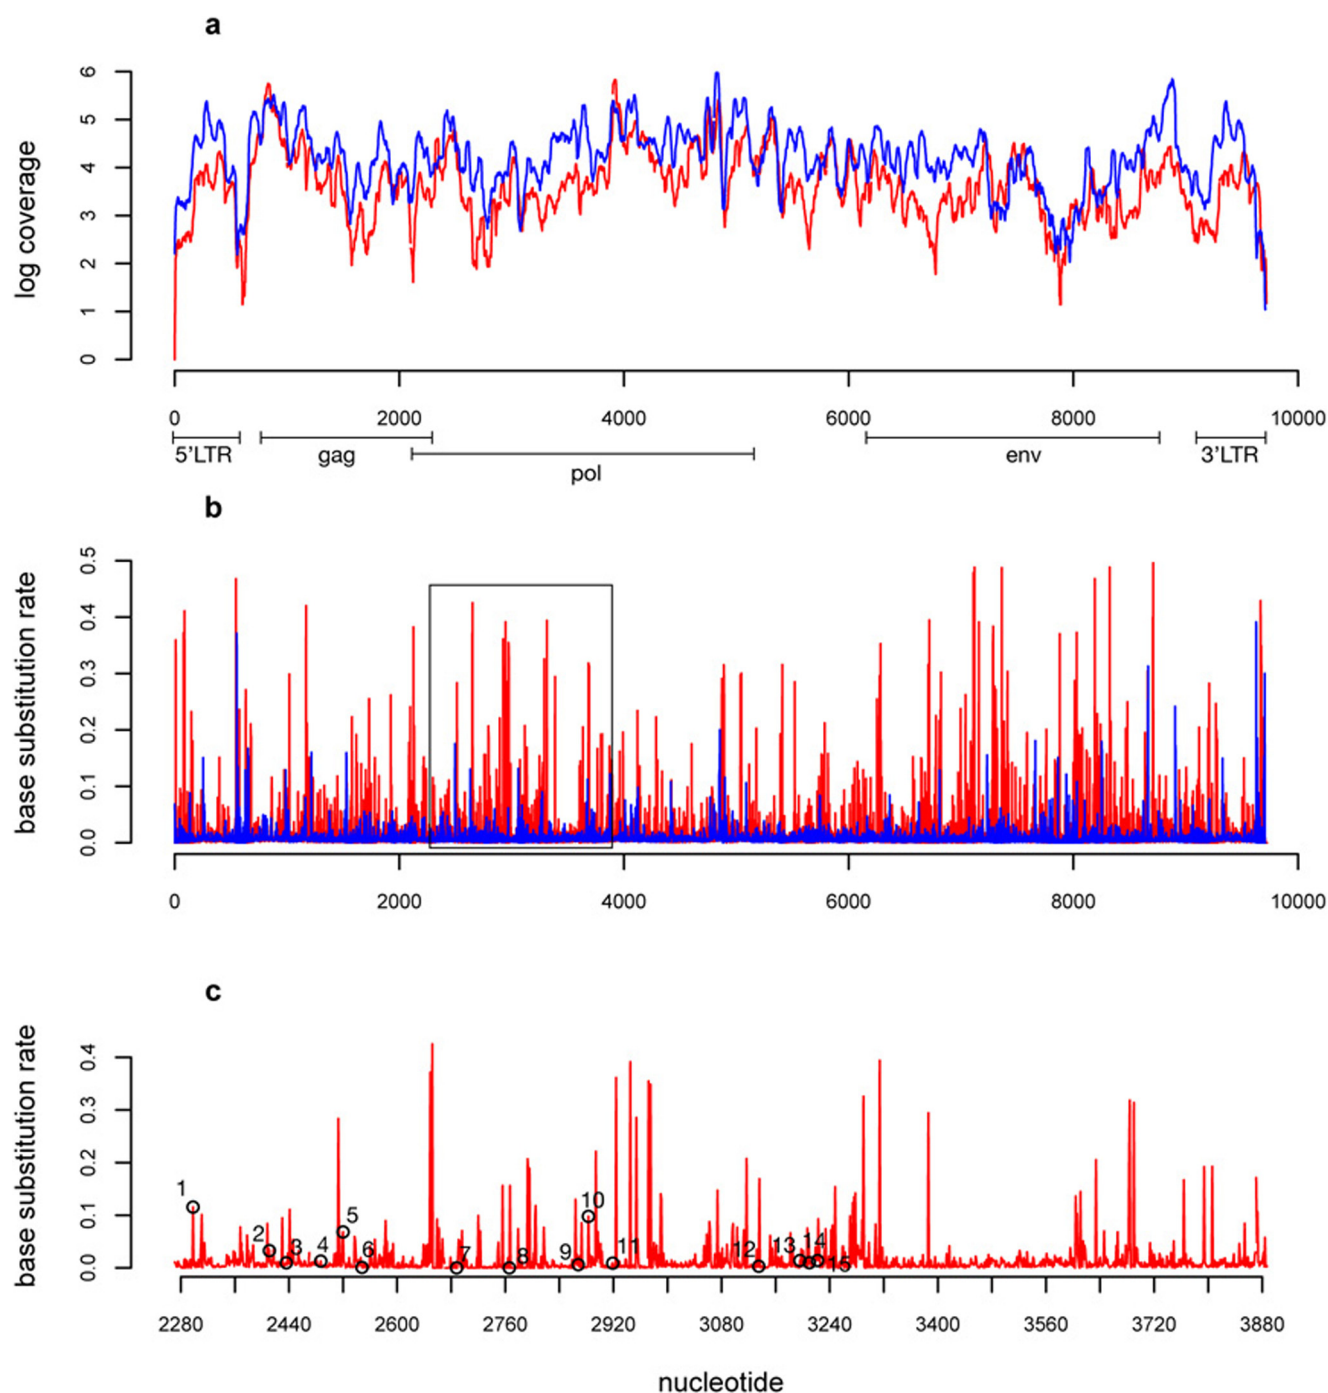 a
log coverage
6
5
4
3
2
1
0
0 2000 4000 6000 8000 10000
5'LTR gag pol env 3'LTR
b
base substitution rate
0.5
0.4
0.3
0.2
0.1
0.0
0 2000 4000 6000 8000 10000
c
base substitution rate
0.4
0.3
0.2
0.1
0.0
1 2 3 4 5 6 7 8 9 10 11 12 13 14 15
2280 2440 2600 2760 2920 3080 3240 3400 3560 3720 3880
nucleotide